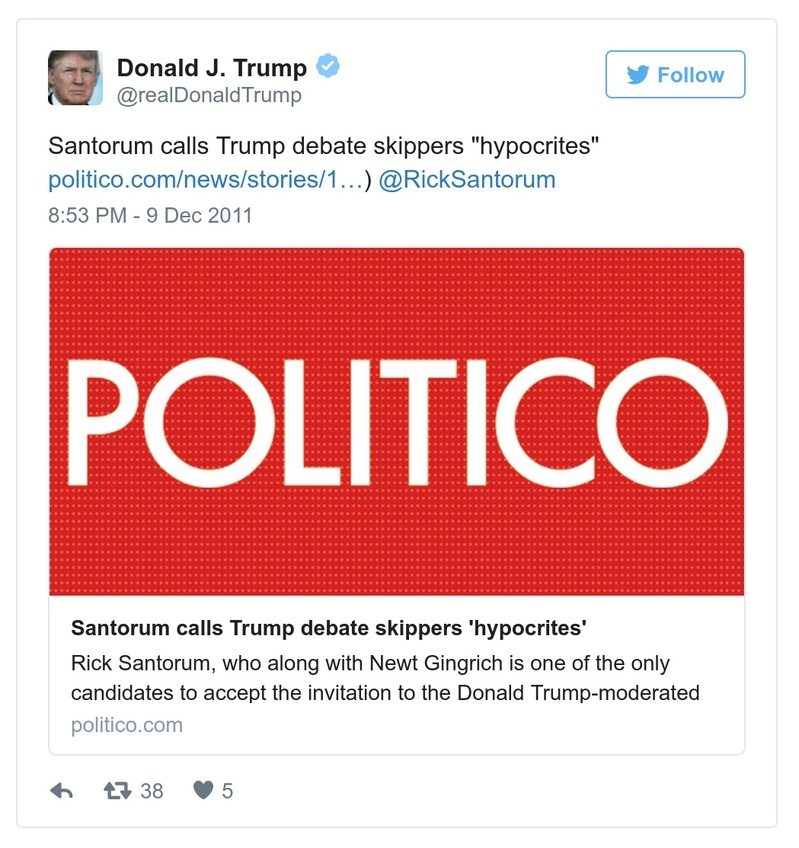 Donald J. Trump
@realDonaldTrump
Follow
Santorum calls Trump debate skippers "hypocrites"
politico.com/news/stories/1…) @RickSantorum
8:53 PM - 9 Dec 2011
POLITICO
Santorum calls Trump debate skippers 'hypocrites'
Rick Santorum, who along with Newt Gingrich is one of the only
candidates to accept the invitation to the Donald Trump-moderated
politico.com
38
5